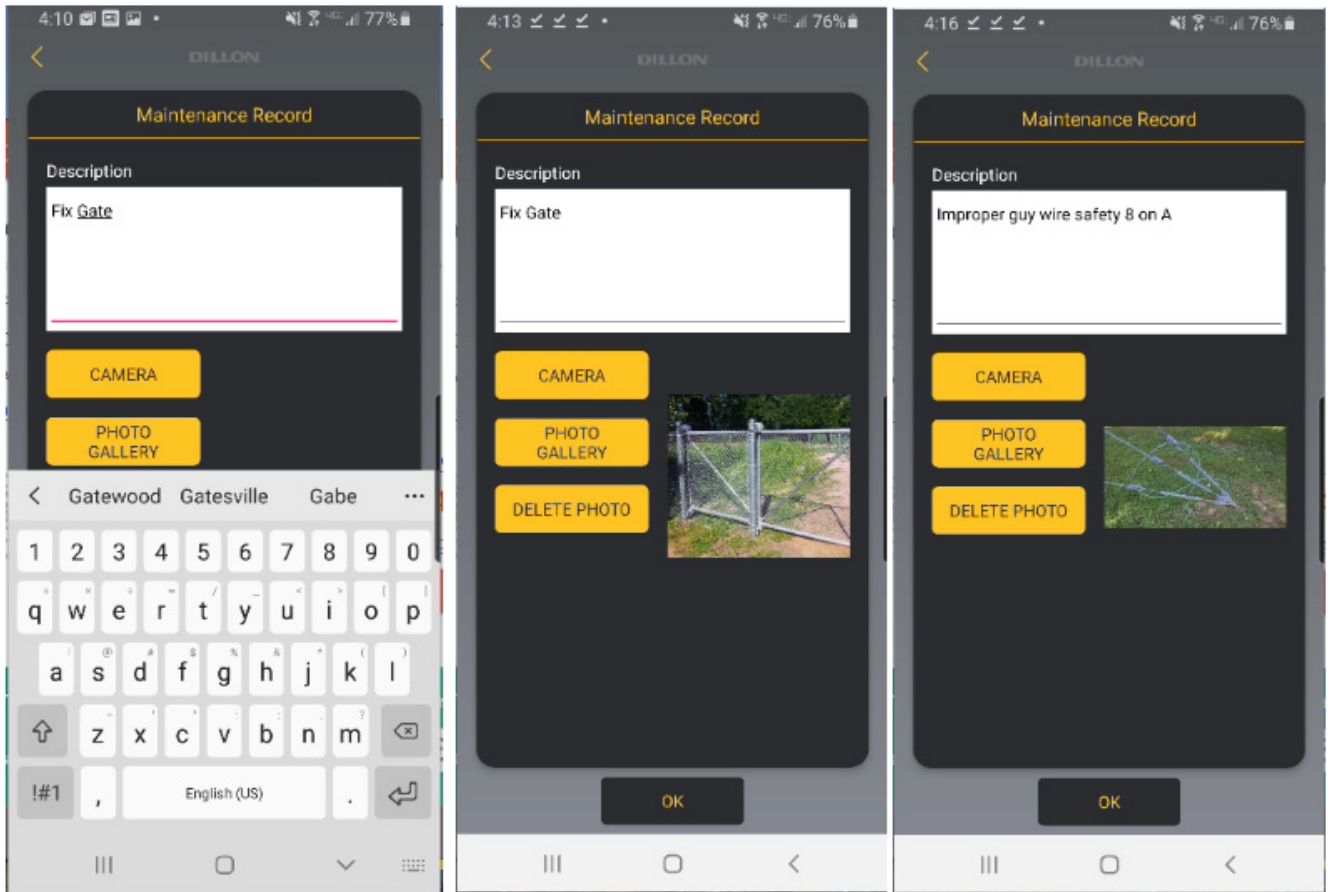 4:10
77%
DILLON
Maintenance Record
Description
Fix Gate
CAMERA
PHOTO
GALLERY
Gatewood Gatesville Gabe
1 2 3 4 5 6 7 8 9 0
q w e r t y u i o p
a s d f g h j k l
z x c v b n m
!#1 , English (US) .
4:13
76%
DILLON
Maintenance Record
Description
Fix Gate
CAMERA
PHOTO
GALLERY
DELETE PHOTO
OK
4:16
76%
DILLON
Maintenance Record
Description
Improper guy wire safety 8 on A
CAMERA
PHOTO
GALLERY
DELETE PHOTO
OK